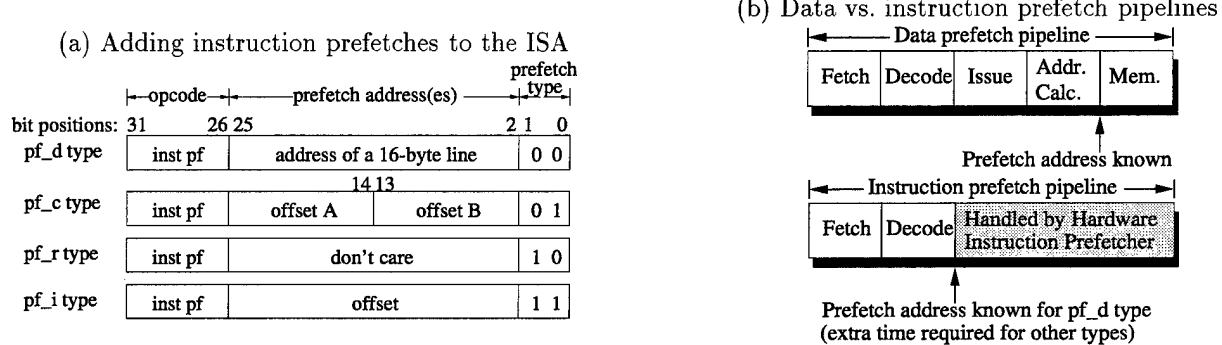 (a) Adding instruction prefetches to the ISA
prefetch
opcode prefetch address(es) type
bit positions: 31 26 25 2 1 0
pf_d type inst pf address of a 16-byte line 0 0
14 13
pf_c type inst pf offset A offset B 0 1
pf_r type inst pf don't care 1 0
pf_i type inst pf offset 1 1
(b) Data vs. instruction prefetch pipelines
Data prefetch pipeline
Fetch Decode Issue Addr. Calc. Mem.
Prefetch address known
Instruction prefetch pipeline
Fetch Decode Handled by Hardware
Instruction Prefetcher
Prefetch address known for pf_d type
(extra time required for other types)